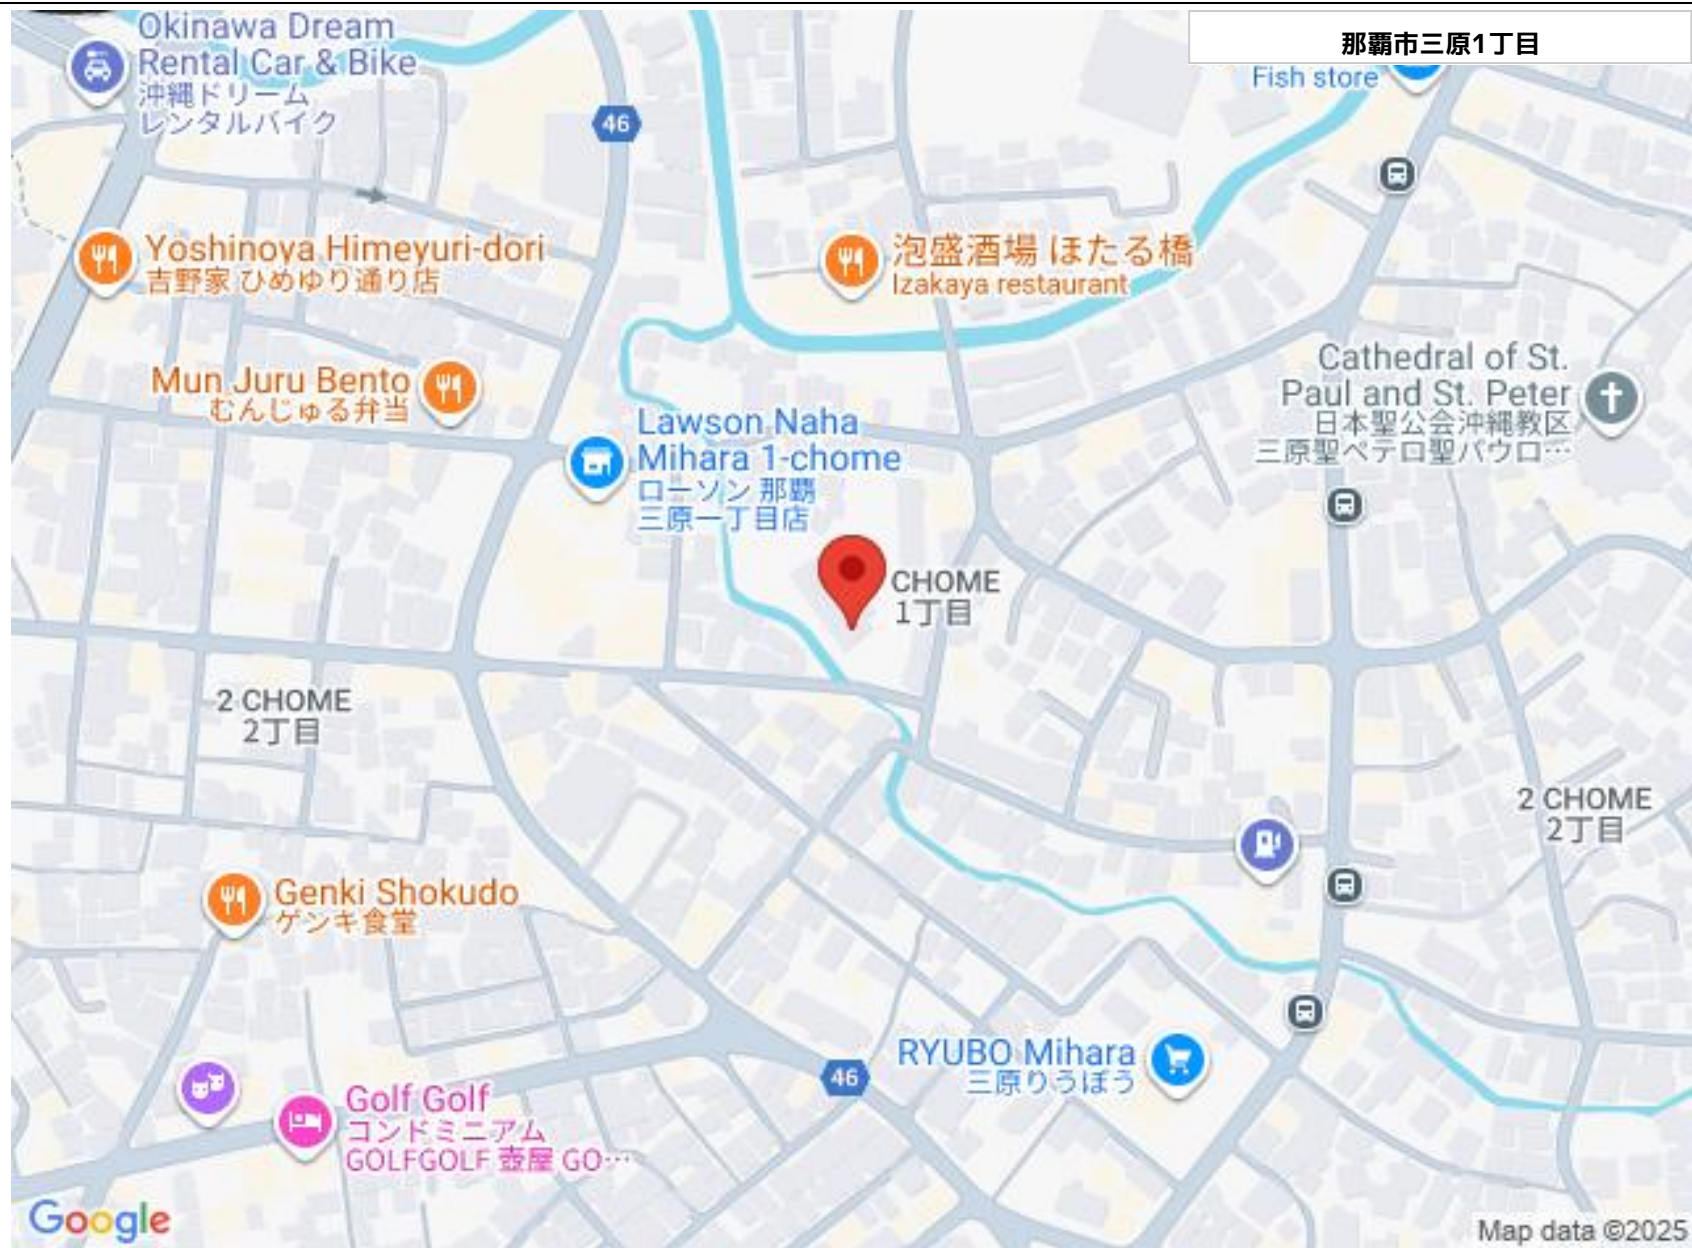 Okinawa Dream
Rental Car & Bike
沖縄ドリーム
レンタルバイク
那覇市三原1丁目
Fish store
46
Yoshinoya Himeyuri-dori
吉野家 ひめゆり通り店
泡盛酒場 ほたる橋
Izakaya restaurant
Mun Juru Bento
むんじゅる弁当
Cathedral of St.
Paul and St. Peter
日本聖公会沖縄教区
三原聖ペテロ聖パウロ…
Lawson Naha
Mihara 1-chome
ローソン 那覇
三原一丁目店
CHOME
1丁目
2 CHOME
2丁目
2 CHOME
2丁目
Genki Shokudo
ゲンキ食堂
RYUBO Mihara
三原りうぼう
46
Golf Golf
コンドミニアム
GOLFGOLF 壺屋 GO…
Google
Map data ©2025